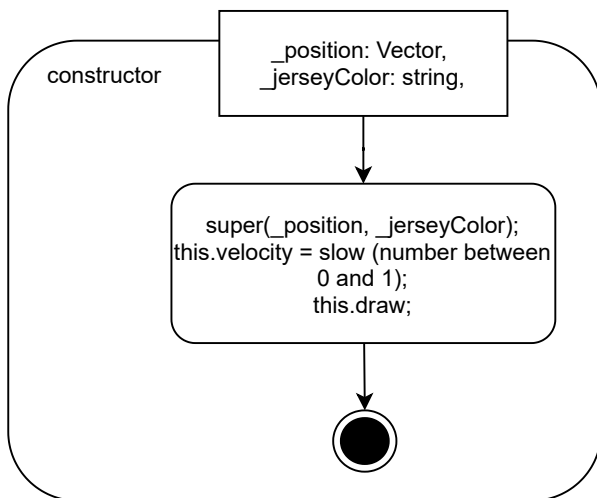 constructor
_position: Vector,
_jerseyColor: string,
super(_position, _jerseyColor);
this.velocity = slow (number between
0 and 1);
this.draw;